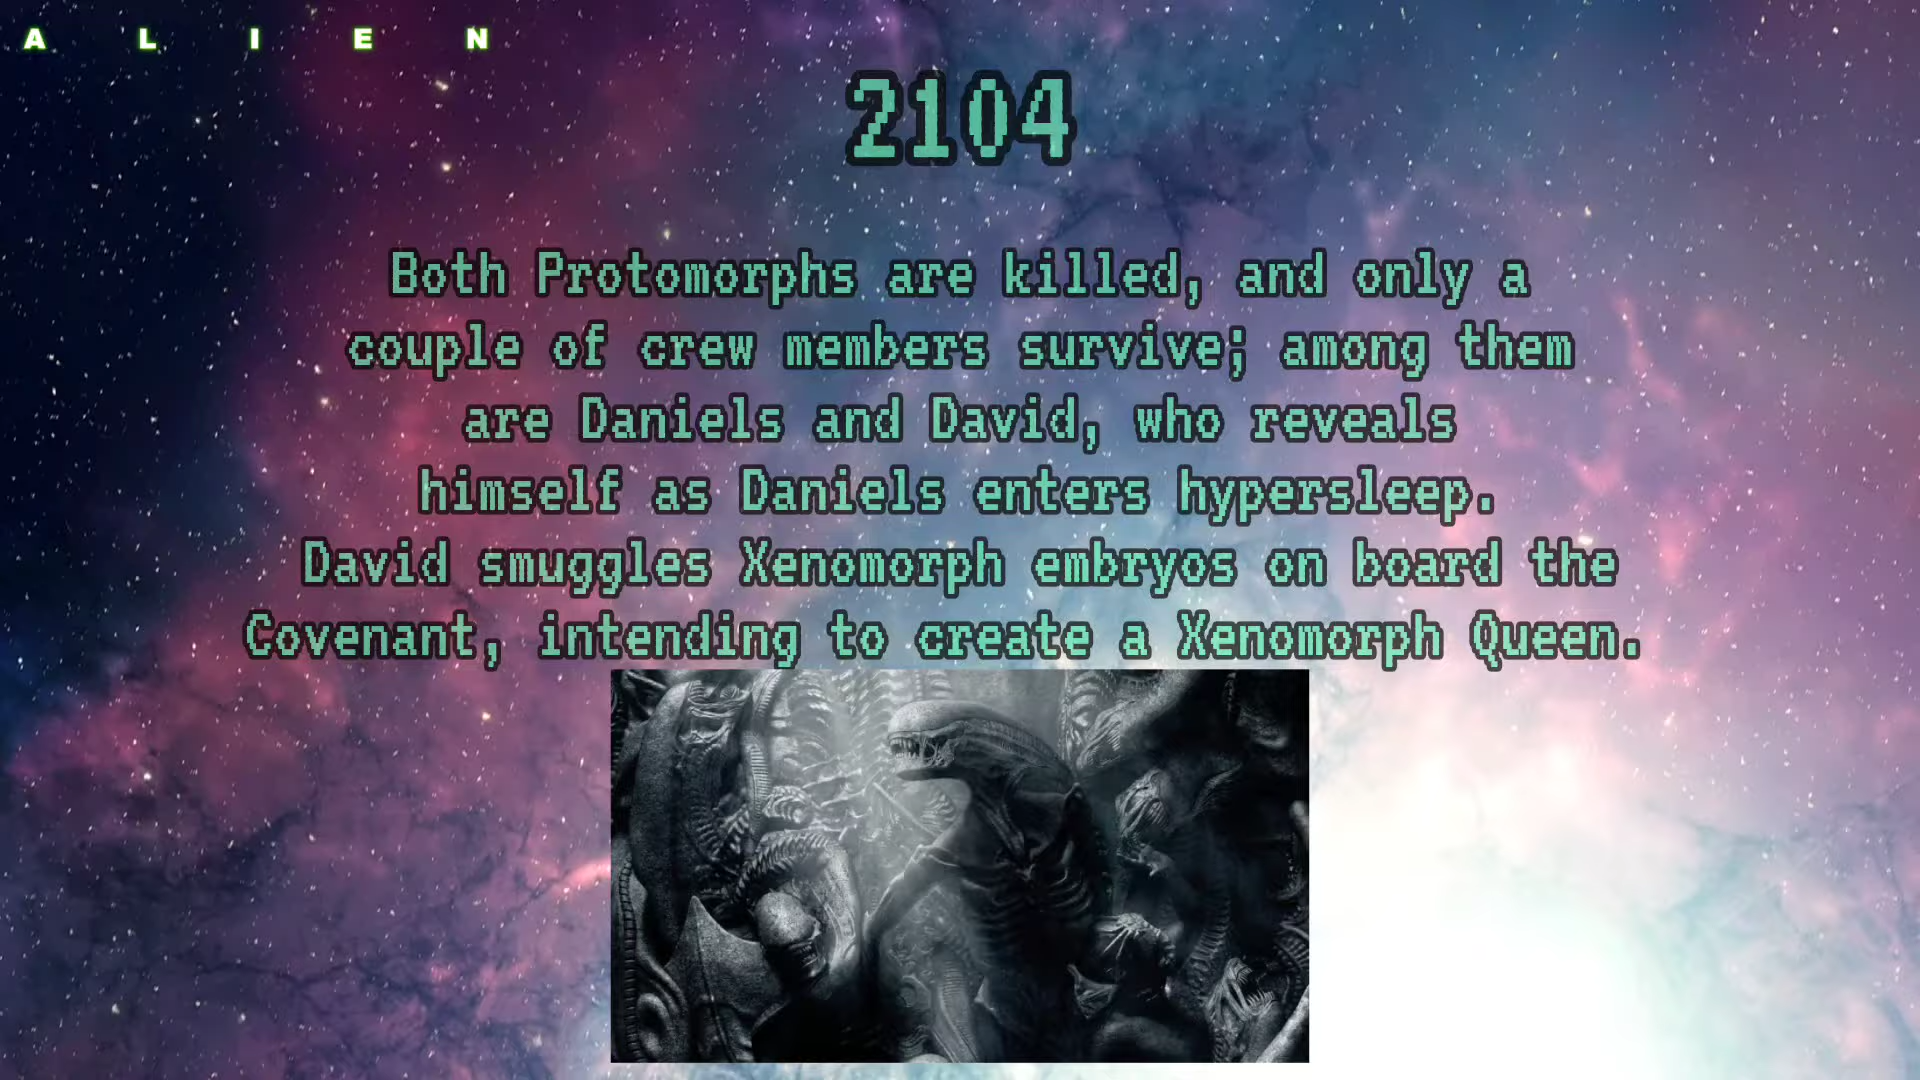 A L I E N
2104
Both Protomorphs are killed, and only a
couple of crew members survive; among them
are Daniels and David, who reveals
himself as Daniels enters hypersleep.
David smuggles Xenomorph embryos on board the
Covenant, intending to create a Xenomorph Queen.